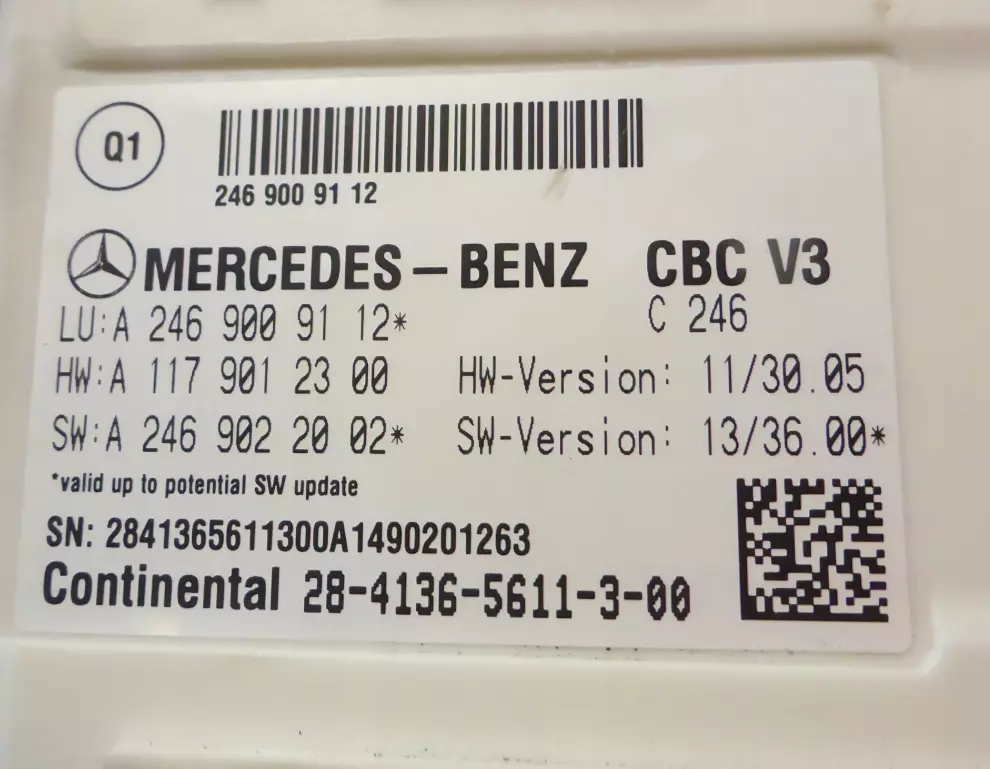 Q1
246 900 91 12
MERCEDES-BENZ CBC V3
LU:A 246 900 91 12* C 246
HW:A 117 901 23 00 HW-Version: 11/30.05
SW:A 246 902 20 02* SW-Version: 13/36.00*
*valid up to potential SW update
SN: 2841365611300A1490201263
Continental 28-4136-5611-3-00